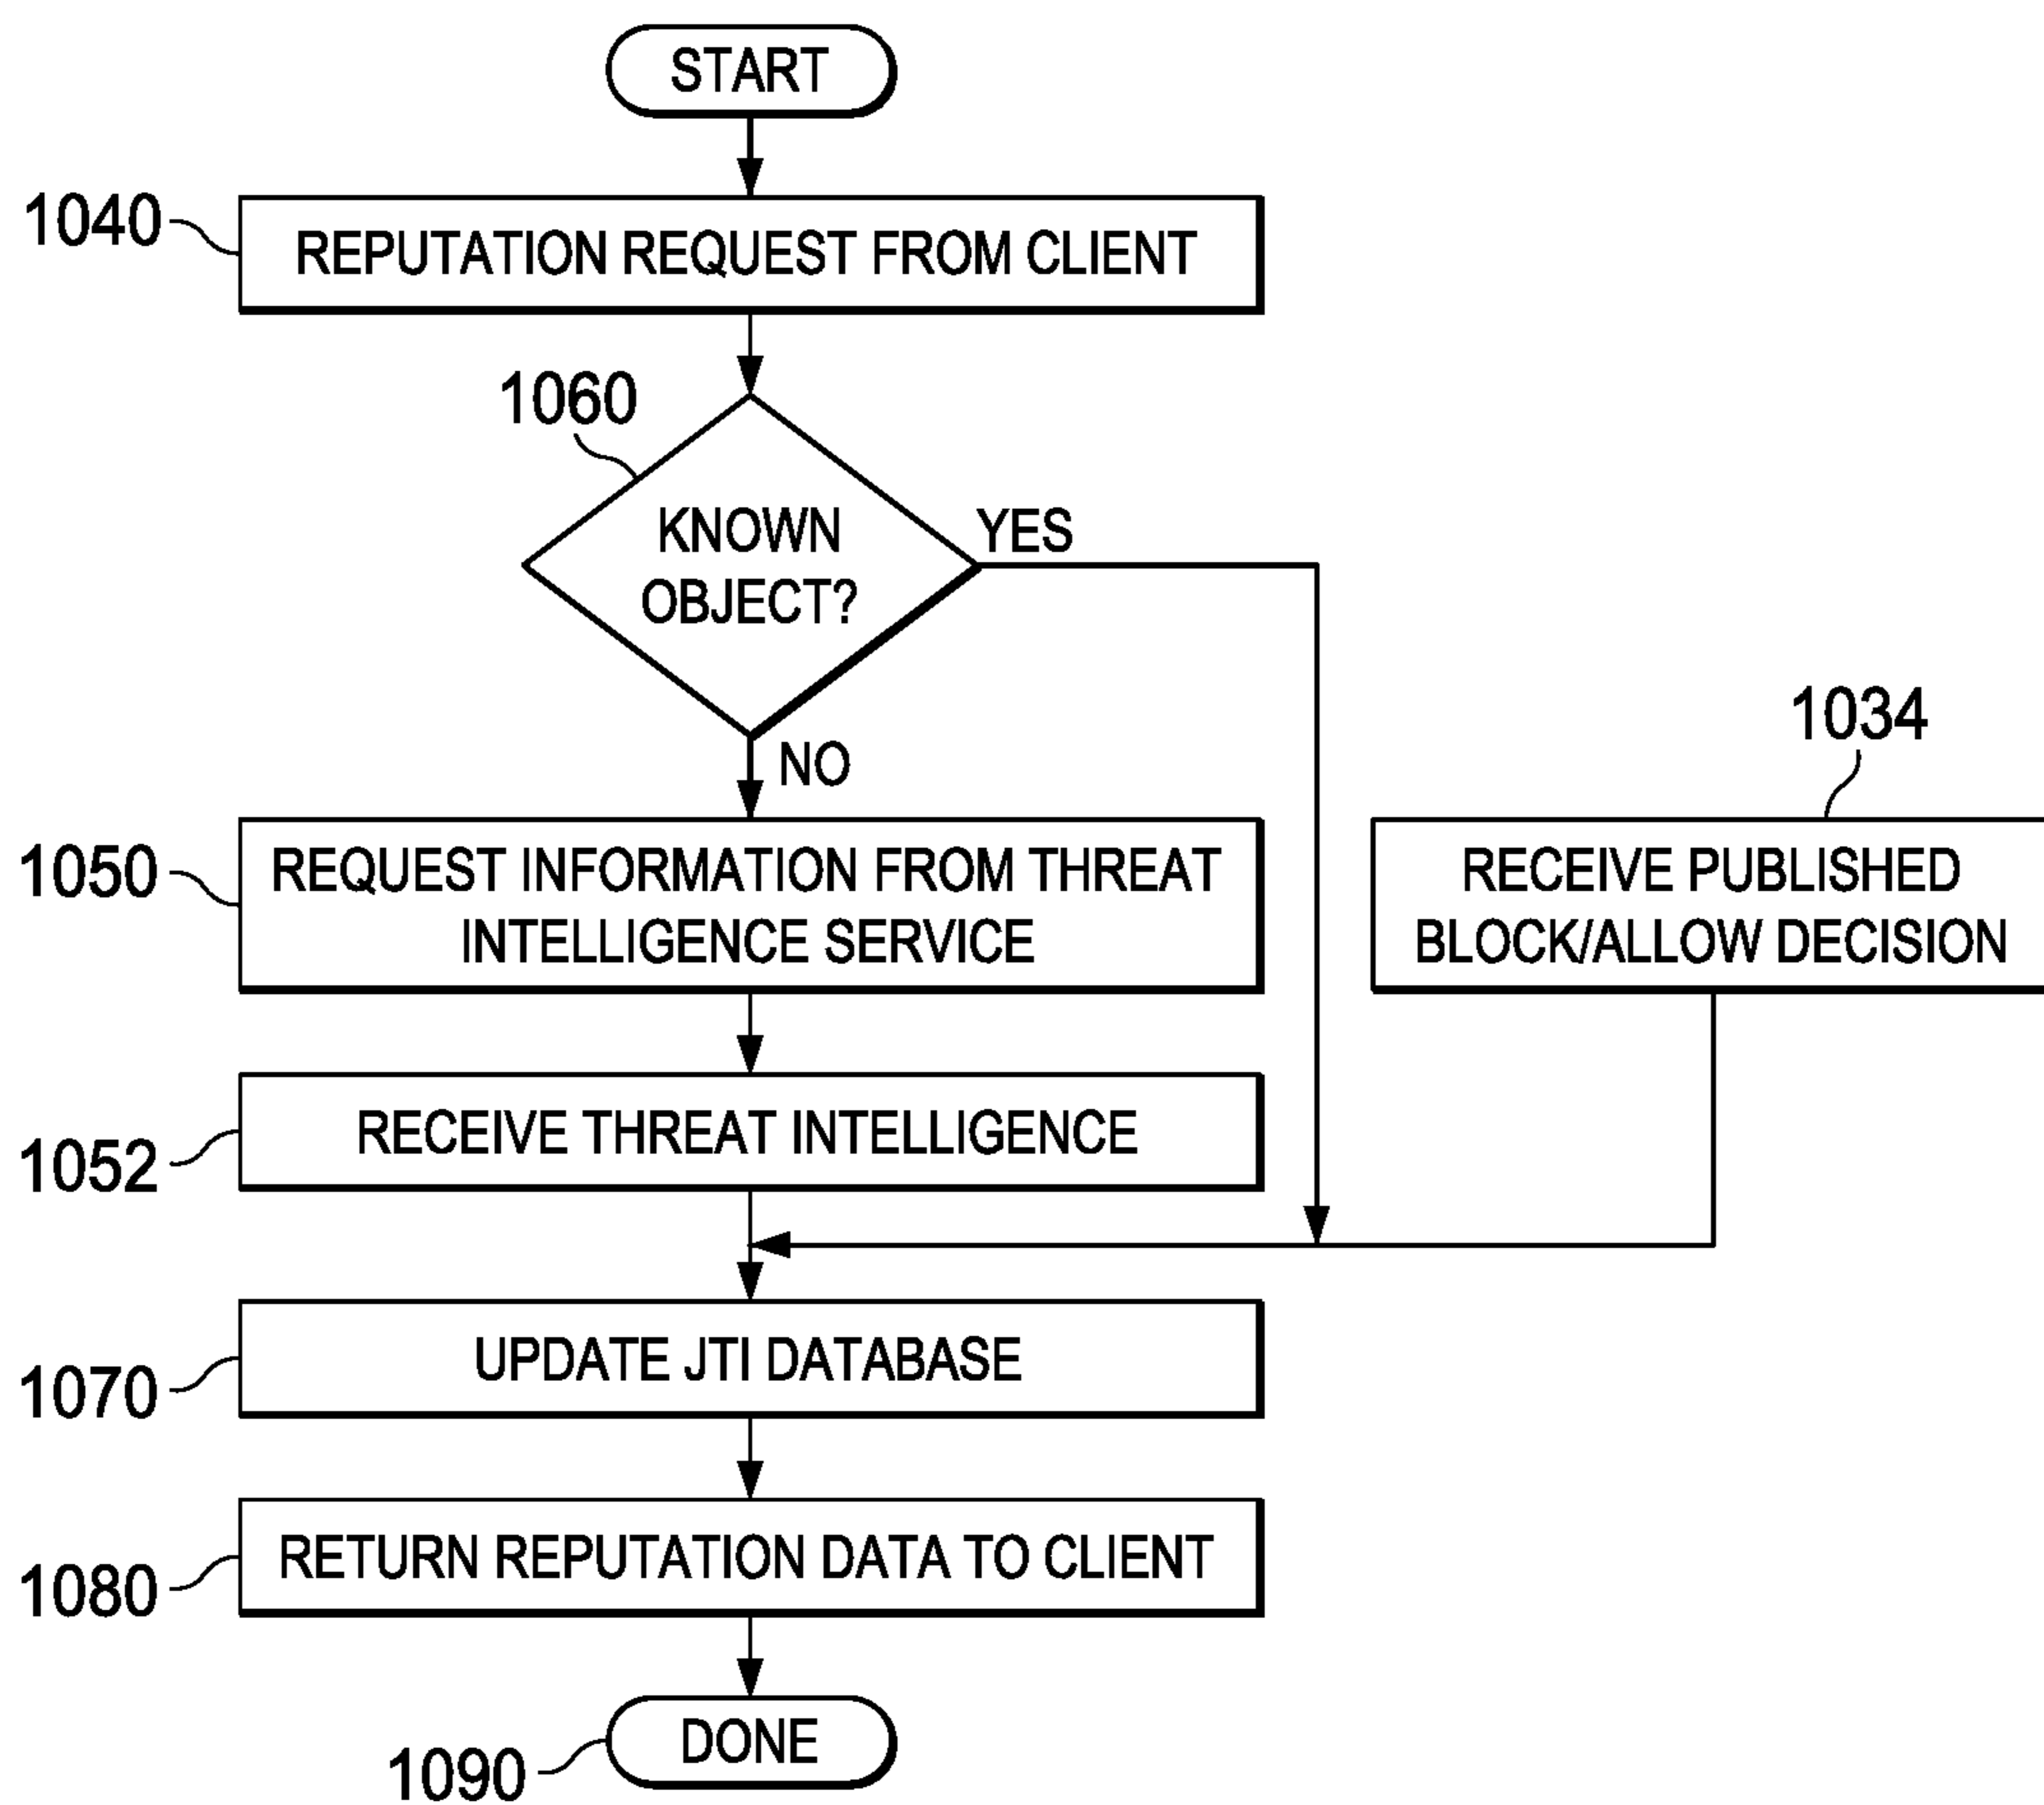 START
1040
REPUTATION REQUEST FROM CLIENT
1060
KNOWN
OBJECT?
YES
NO
1034
1050
REQUEST INFORMATION FROM THREAT
INTELLIGENCE SERVICE
RECEIVE PUBLISHED
BLOCK/ALLOW DECISION
1052
RECEIVE THREAT INTELLIGENCE
1070
UPDATE JTI DATABASE
1080
RETURN REPUTATION DATA TO CLIENT
1090
DONE